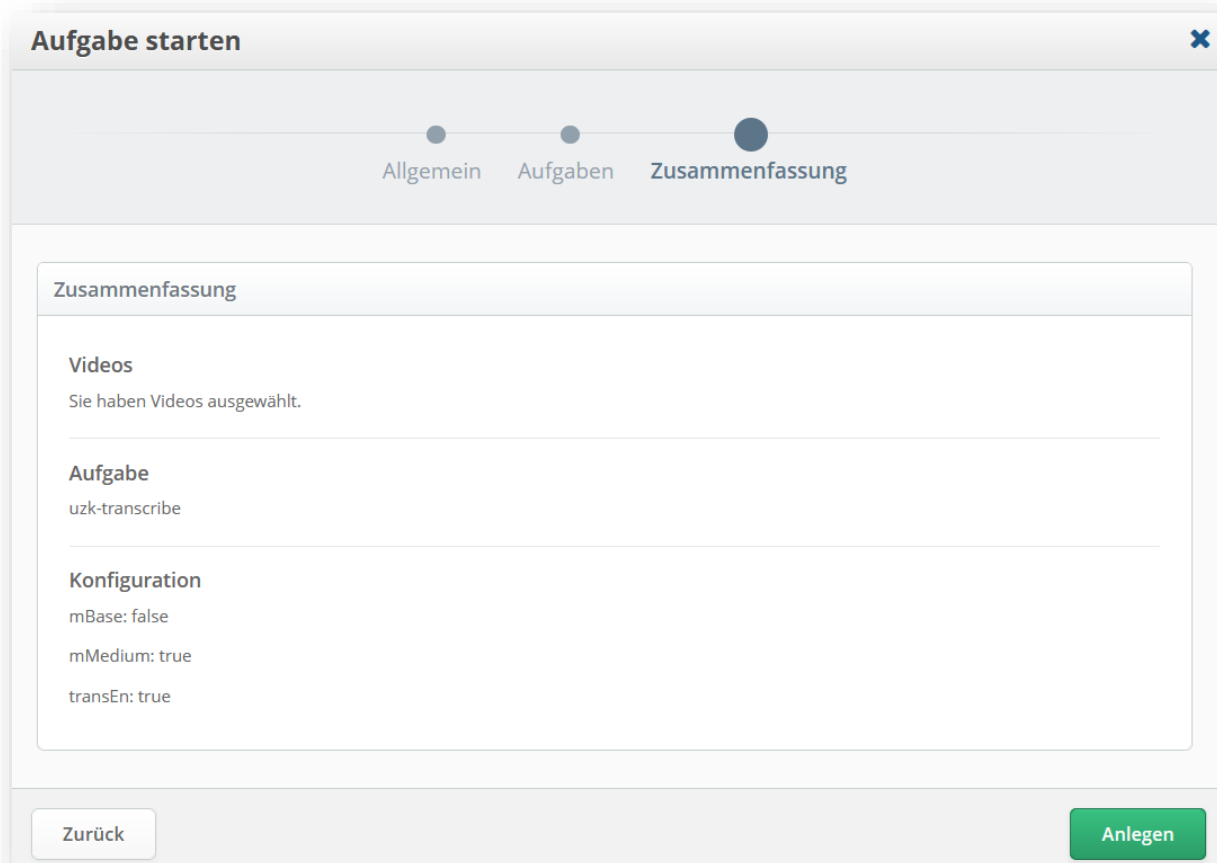 Aufgabe starten
Allgemein
Aufgaben
Zusammenfassung
Zusammenfassung
Videos
Sie haben Videos ausgewählt.
Aufgabe
uzk-transcribe
Konfiguration
mBase: false
mMedium: true
transEn: true
Zurück
Anlegen